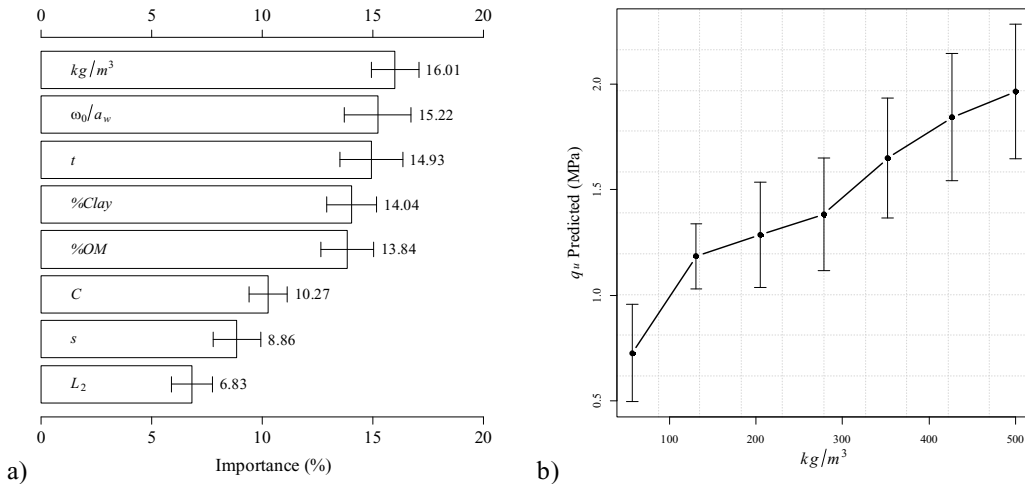 0 5 10 15 20
kg/m³ 16.01
ω₀/a_w 15.22
t 14.93
%Clay 14.04
%OM 13.84
C 10.27
s 8.86
L₂ 6.83
0 5 10 15 20
Importance (%)
a)
q_u Predicted (MPa)
2.0
1.5
1.0
0.5
100 200 300 400 500
kg/m³
b)